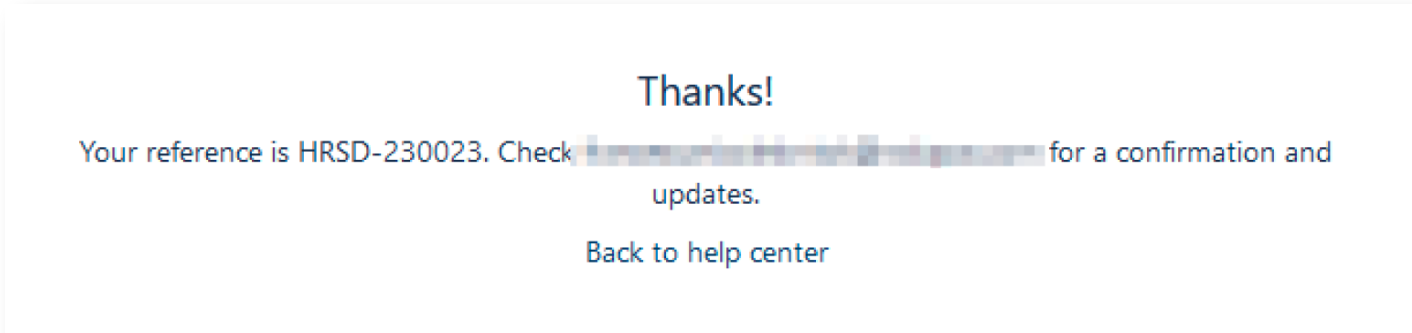 Thanks!
Your reference is HRSD-230023. Check for a confirmation and
updates.
Back to help center